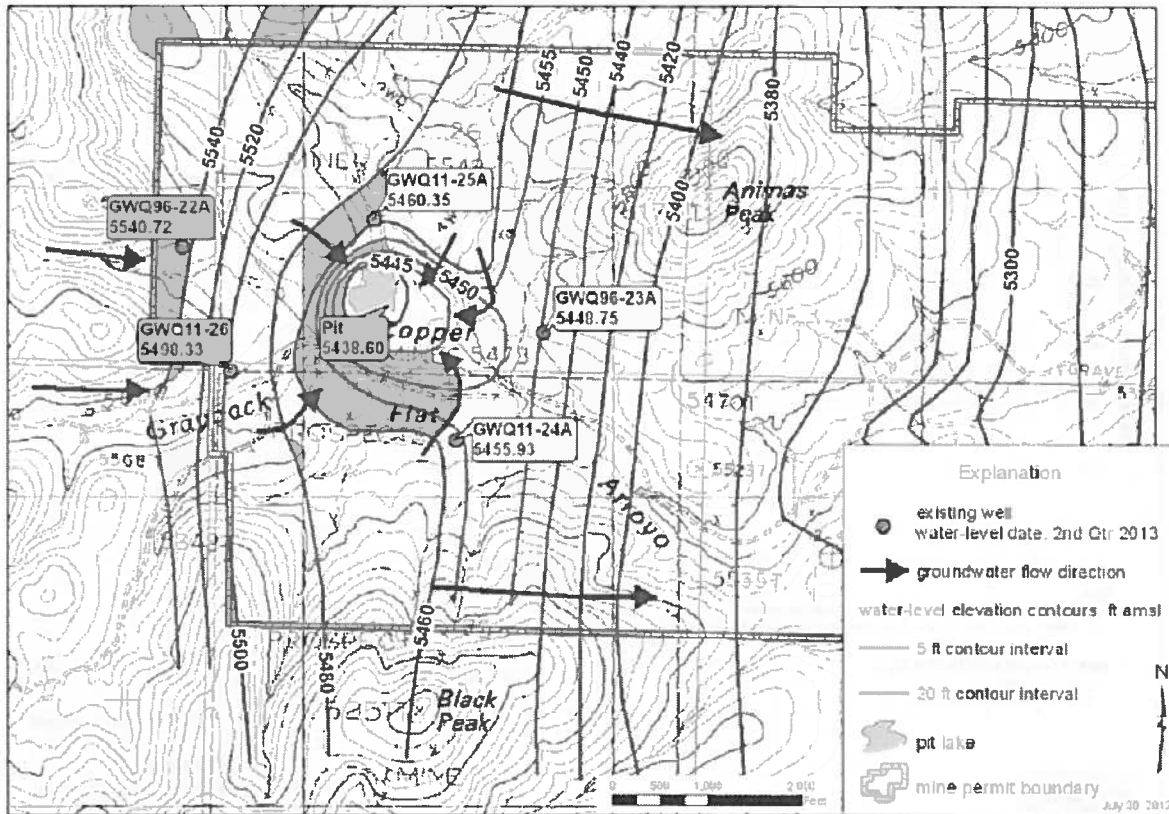 5540
5520
5455
5450
5440
5420
5380
5400
5400
GWQ11-25A
5460.35
GWQ96-22A
5540.72
Animas
Peak
5445
5450
5300
GWQ96-23A
5448.75
GWQ11-26
5498.33
Pit
5438.60
Copper
Flat
Grayback
GWQ11-24A
5455.93
Arroyo
5460
5500
5480
Black
Peak
Explanation
existing well
water-level date, 2nd Qtr 2013
groundwater flow direction
water-level elevation contours, ft amsl
5 ft contour interval
20 ft contour interval
pit lake
mine permit boundary
N
0 500 1,000 2,000
Feet